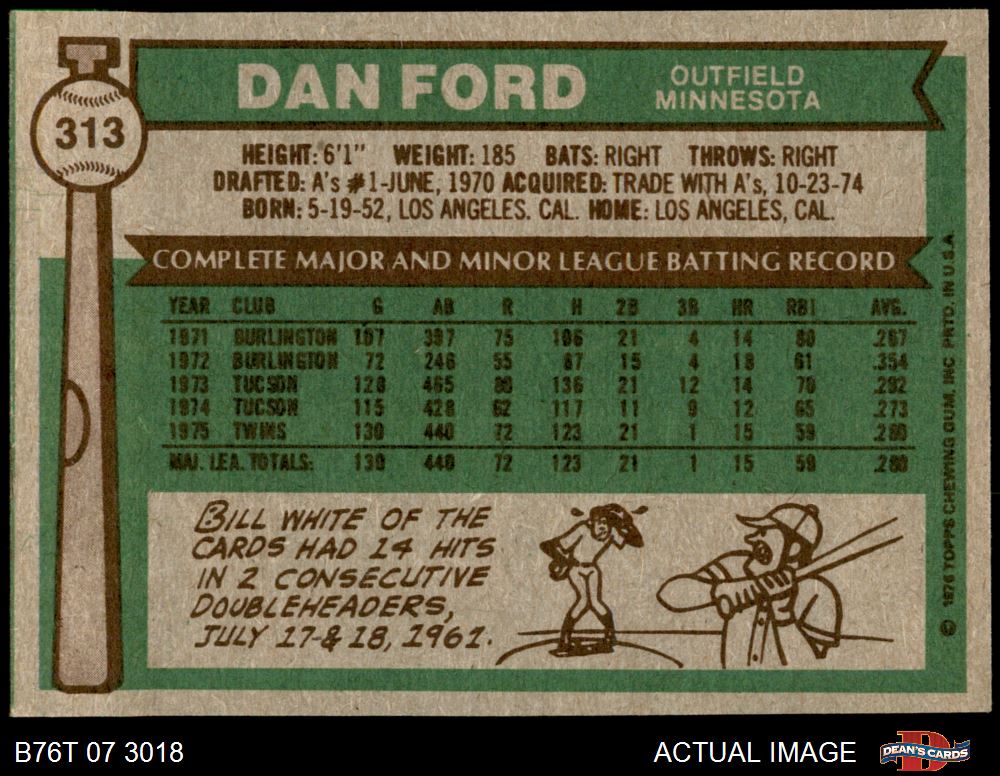 313
DAN FORD
OUTFIELD
MINNESOTA
HEIGHT: 6'1" WEIGHT: 185 BATS: RIGHT THROWS: RIGHT
DRAFTED: A's #1-JUNE, 1970 ACQUIRED: TRADE WITH A's, 10-23-74
BORN: 5-19-52, LOS ANGELES. CAL. HOME: LOS ANGELES, CAL.
COMPLETE MAJOR AND MINOR LEAGUE BATTING RECORD
YEAR CLUB G AB R H 2B 3B HR RBI AVG.
1971 BURLINGTON 107 397 75 106 21 4 14 80 .267
1972 BURLINGTON 72 246 55 87 15 4 18 61 .354
1973 TUCSON 128 465 80 136 21 12 14 70 .292
1974 TUCSON 115 428 62 117 11 9 12 65 .273
1975 TWINS 130 440 72 123 21 1 15 59 .280
MAJ. LEA. TOTALS: 130 440 72 123 21 1 15 59 .280
BILL WHITE OF THE
CARDS HAD 14 HITS
IN 2 CONSECUTIVE
DOUBLEHEADERS,
JULY 17-& 18, 1961.
© 1976 TOPPS CHEWING GUM, INC PRTD. IN U.S.A.
B76T 07 3018
ACTUAL IMAGE
D
DEAN'S CARDS